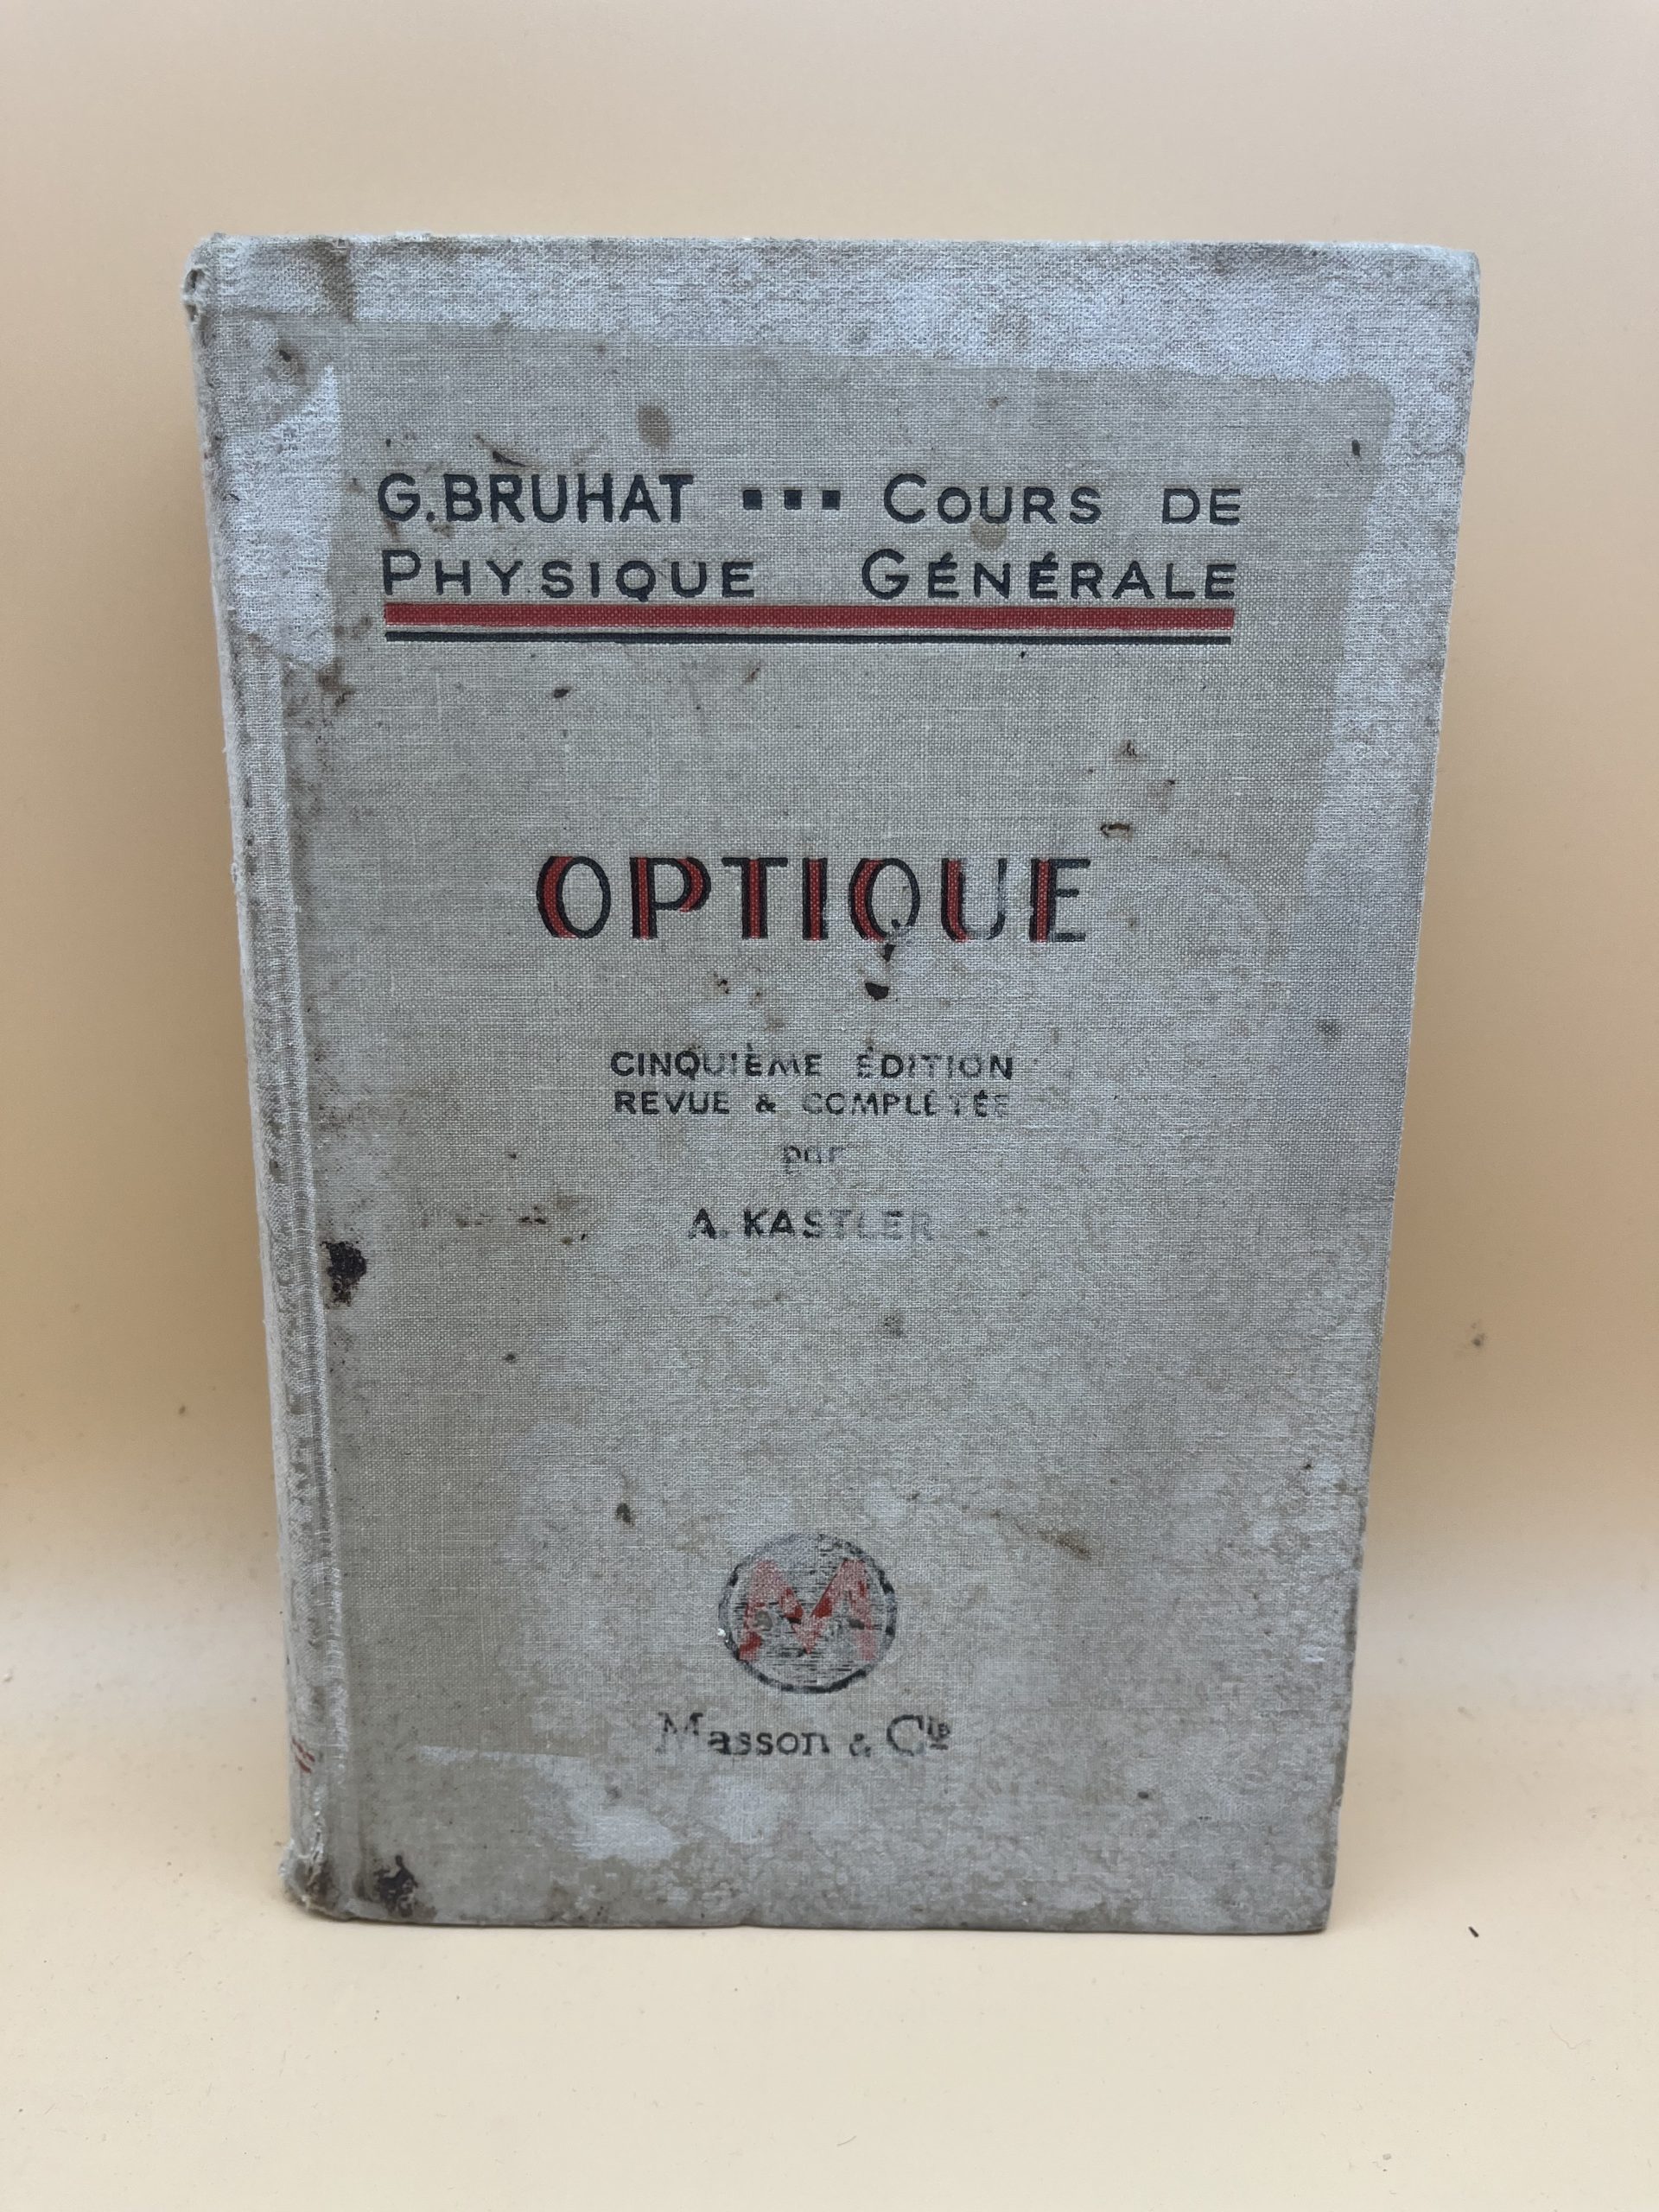 G.BRUHAT ▪▪▪ COURS DE
PHYSIQUE GÉNÉRALE
OPTIQUE
CINQUIÈME ÉDITION
REVUE & COMPLÉTÉE
par
A. KASTLER
M
Masson & Cie